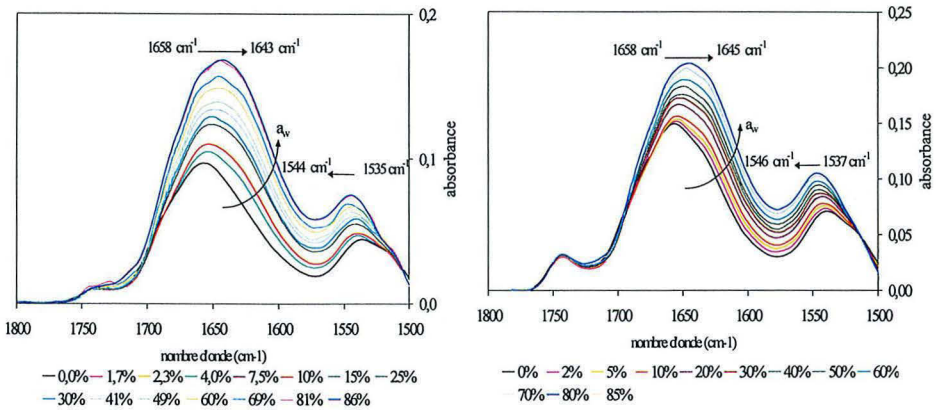 0,2
1658 cm-1 1643 cm-1
aw
1544 cm-1 1535 cm-1
0,1
absorbance
0,0
1800 1750 1700 1650 1600 1550 1500
nombre d'onde (cm-1)
0,0% 1,7% 2,3% 4,0% 7,5% 10% 15% 25%
30% 41% 49% 60% 69% 81% 86%
0,25
1658 cm-1 1645 cm-1
0,20
aw
0,15
1546 cm-1 1537 cm-1
0,10
absorbance
0,05
0,00
1800 1750 1700 1650 1600 1550 1500
nombre d'onde (cm-1)
0% 2% 5% 10% 20% 30% 40% 50% 60%
70% 80% 85%